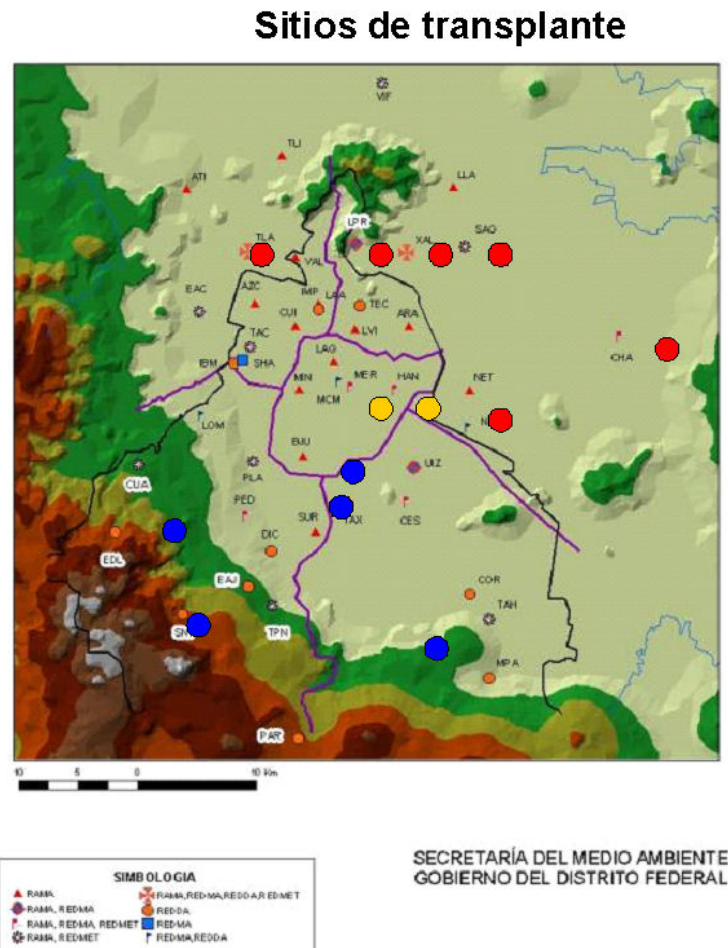 Sitios de transplante
VIF
TLI
ATI
LLA
LPR
TLA
XAL
SAG
VAL
EAC
AZC
IMP
LAA
TEC
CUI
LVI
ARA
TAC
LAG
IBM
SHA
CHA
MIN
MER
HAN
NET
MCM
LOM
BJU
PLA
UIZ
CUA
PED
SUR
TAX
CES
DIC
EDL
EAJ
COR
TAH
SN
TPN
MPA
PAR
10 5 0 10 Km
SECRETARÍA DEL MEDIO AMBIENTE
GOBIERNO DEL DISTRITO FEDERAL
SIMBOLOGIA
RAMA
RAMA,REDMA,REDDA,REDMET
RAMA, REDMA
REDDA
RAMA, REDMA, REDMET
REDMA
RAMA, REDMET
REDMA,REDDA